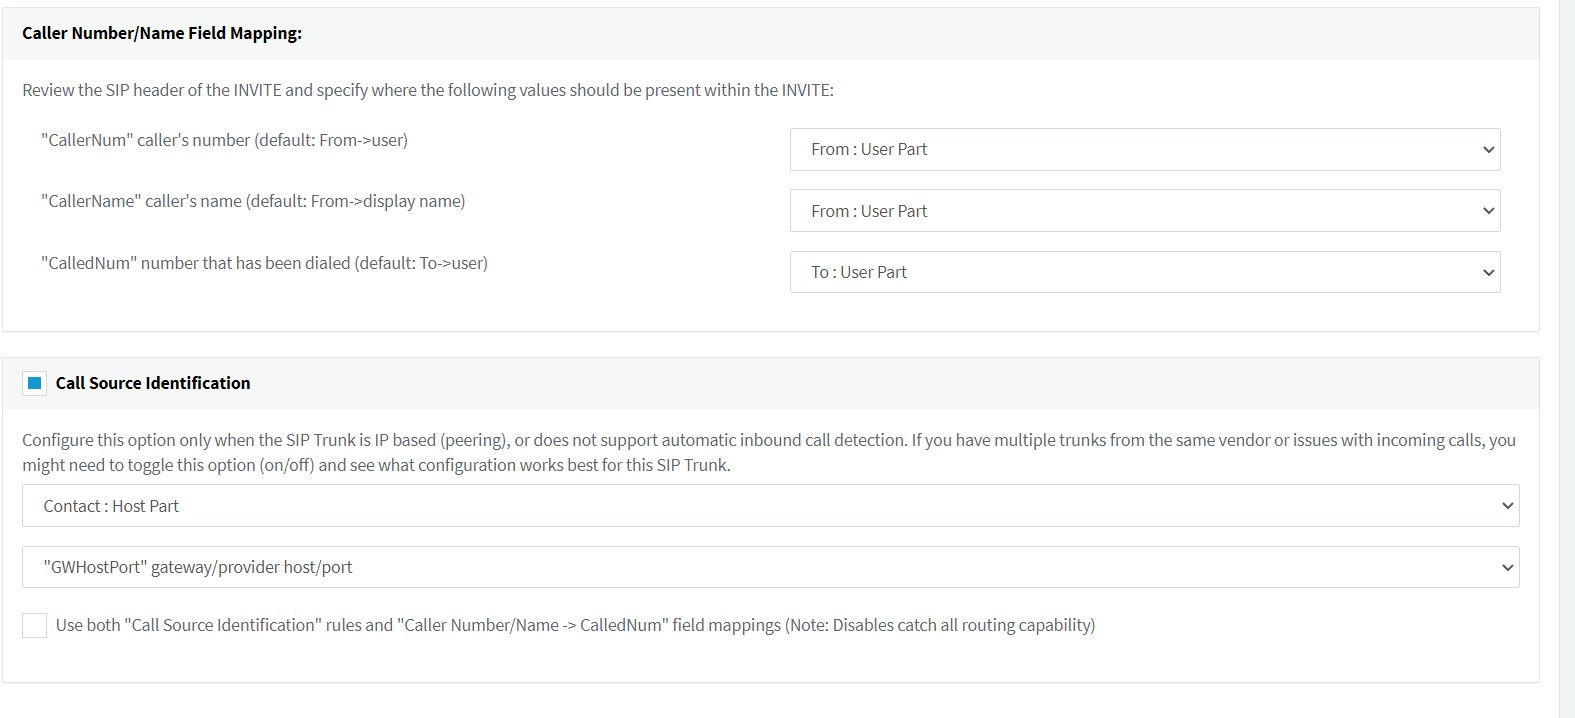 Caller Number/Name Field Mapping:
Review the SIP header of the INVITE and specify where the following values should be present within the INVITE:
"CallerNum" caller's number (default: From->user)
From : User Part
"CallerName" caller's name (default: From->display name)
From : User Part
"CalledNum" number that has been dialed (default: To->user)
To : User Part
Call Source Identification
Configure this option only when the SIP Trunk is IP based (peering), or does not support automatic inbound call detection. If you have multiple trunks from the same vendor or issues with incoming calls, you
might need to toggle this option (on/off) and see what configuration works best for this SIP Trunk.
Contact : Host Part
"GWHostPort" gateway/provider host/port
Use both "Call Source Identification" rules and "Caller Number/Name -> CalledNum" field mappings (Note: Disables catch all routing capability)